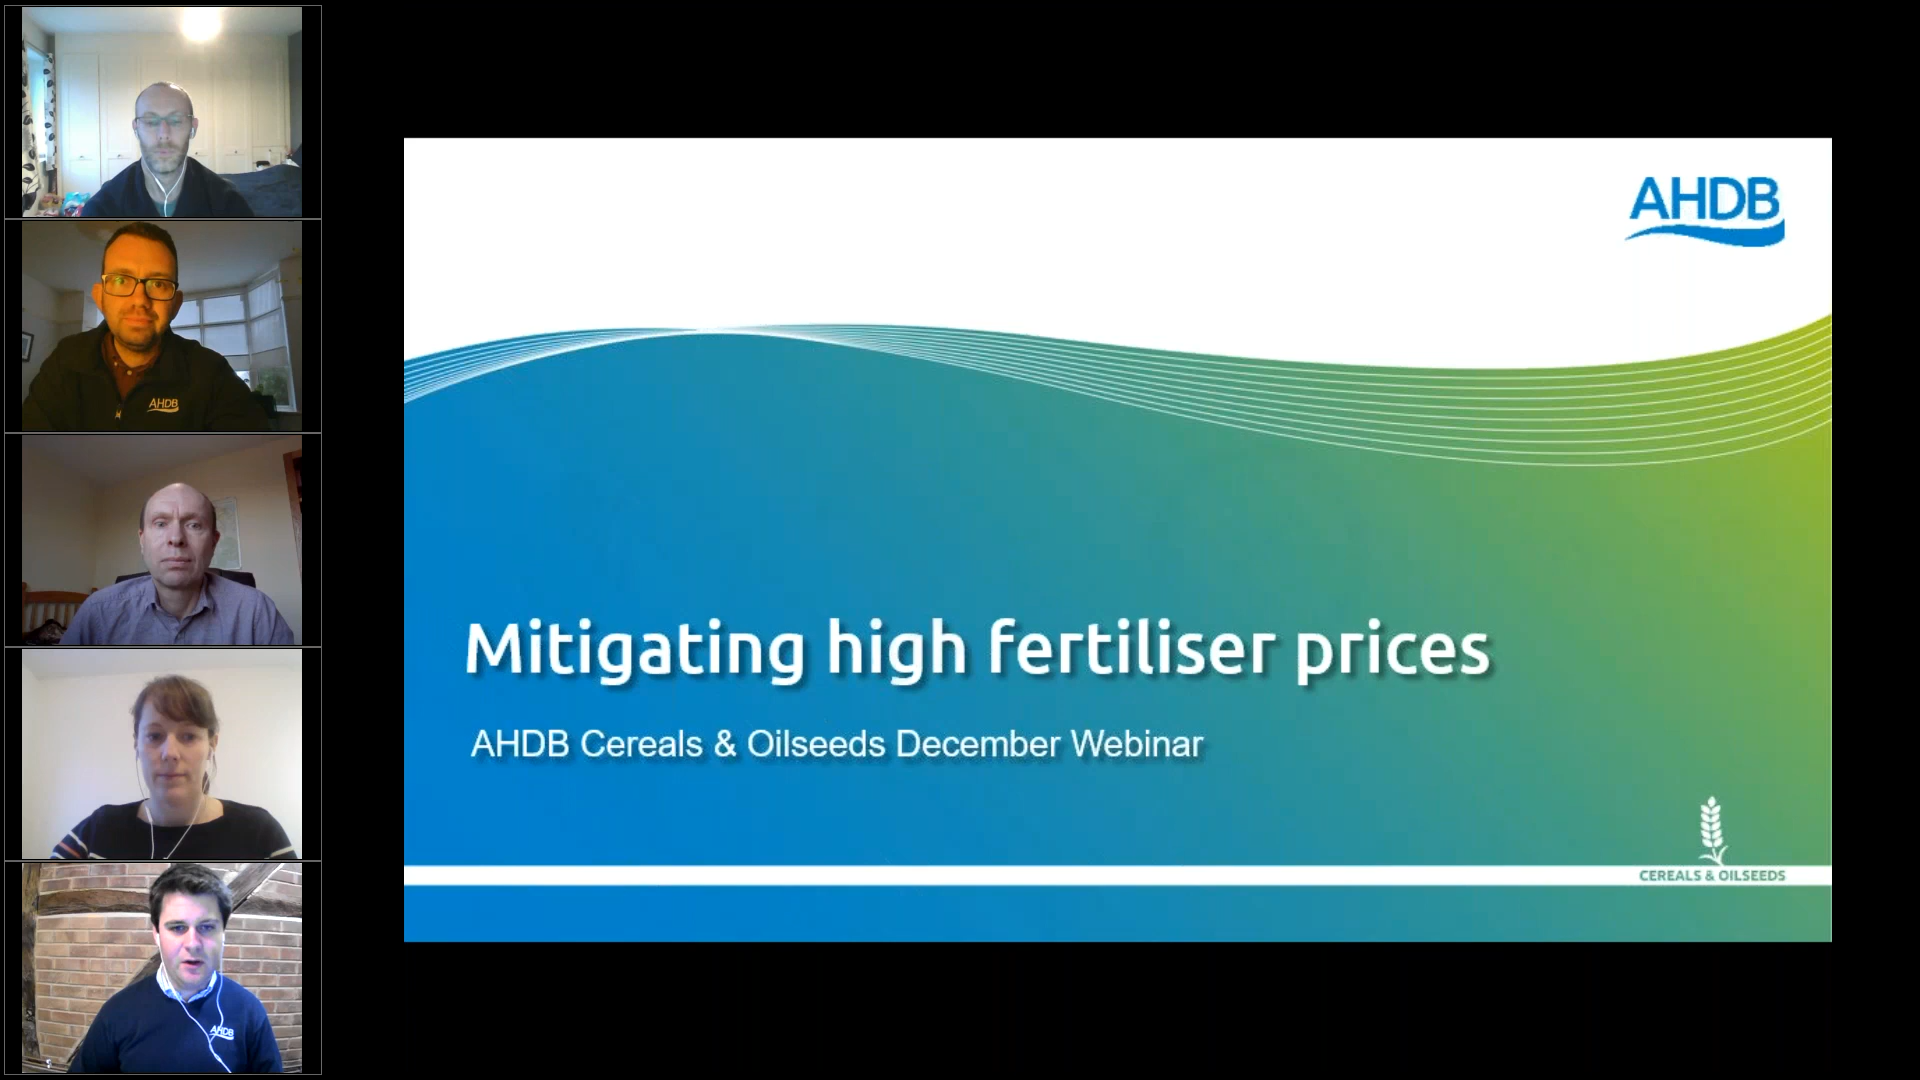 AHDB
Mitigating high fertiliser prices
AHDB Cereals & Oilseeds December Webinar
CEREALS & OILSEEDS
AHDB
AHDB